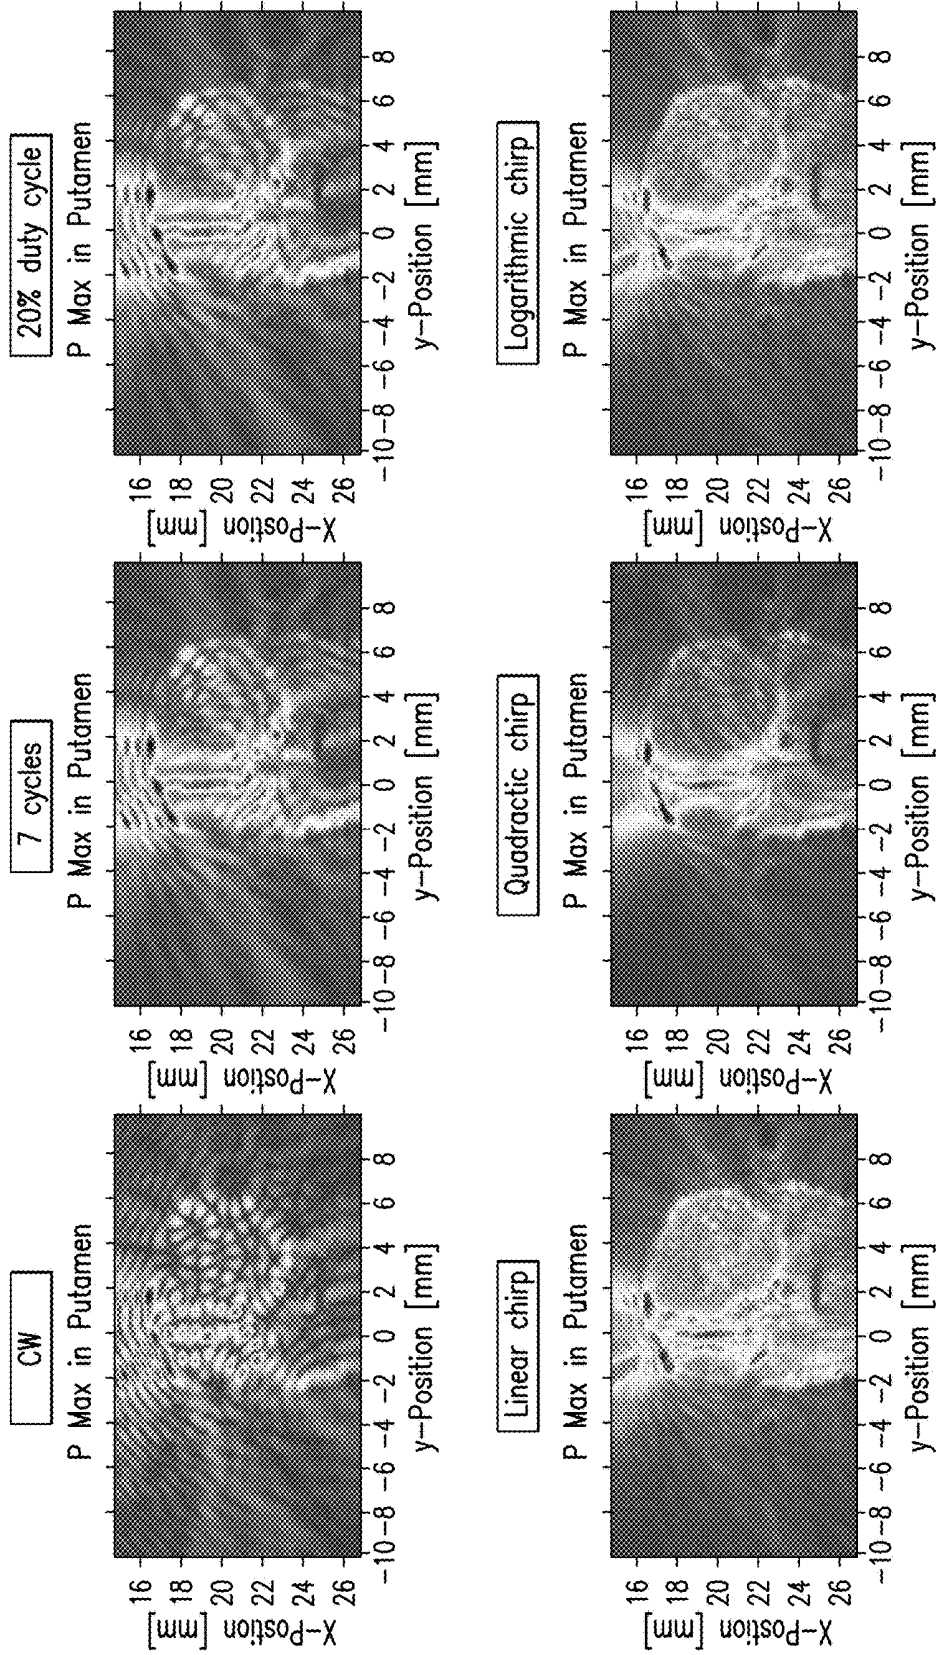 CW
P Max in Putamen
X-Position [mm]
16
18
20
22
24
26
-10 -8 -6 -4 -2 0 2 4 6 8
y-Position [mm]
7 cycles
P Max in Putamen
X-Position [mm]
16
18
20
22
24
26
-10 -8 -6 -4 -2 0 2 4 6 8
y-Position [mm]
20% duty cycle
P Max in Putamen
X-Position [mm]
16
18
20
22
24
26
-10 -8 -6 -4 -2 0 2 4 6 8
y-Position [mm]
Linear chirp
P Max in Putamen
X-Position [mm]
16
18
20
22
24
26
-10 -8 -6 -4 -2 0 2 4 6 8
y-Position [mm]
Quadractic chirp
P Max in Putamen
X-Position [mm]
16
18
20
22
24
26
-10 -8 -6 -4 -2 0 2 4 6 8
y-Position [mm]
Logarithmic chirp
P Max in Putamen
X-Position [mm]
16
18
20
22
24
26
-10 -8 -6 -4 -2 0 2 4 6 8
y-Position [mm]